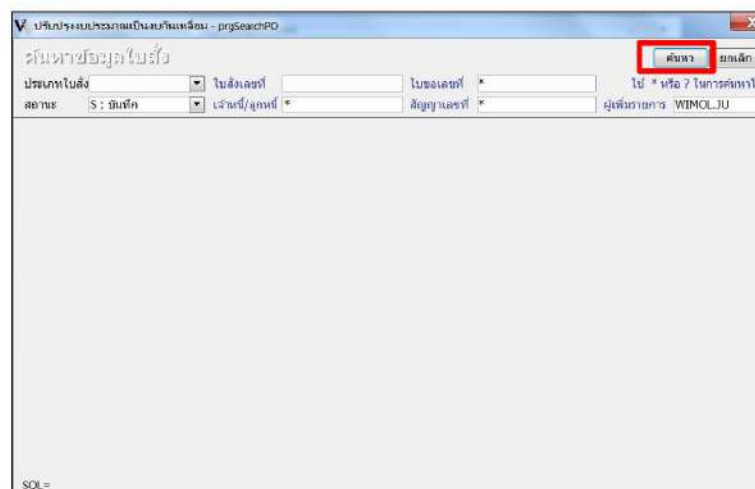 ปรับปรุงงบประมาณเป็นงบกันเหลื่อม - prgSearchPO
ค้นหาข้อมูลใบสั่ง ค้นหา ยกเลิก
ประเภทใบสั่ง ใบสั่งเลขที่ ใบขอเลขที่ * ใช้ * หรือ ? ในการค้นหาไ
สถานะ S : บันทึก เจ้าหนี้/ลูกหนี้ * สัญญาเลขที่ * ผู้เพิ่มรายการ WIMOL.JU
SQL=